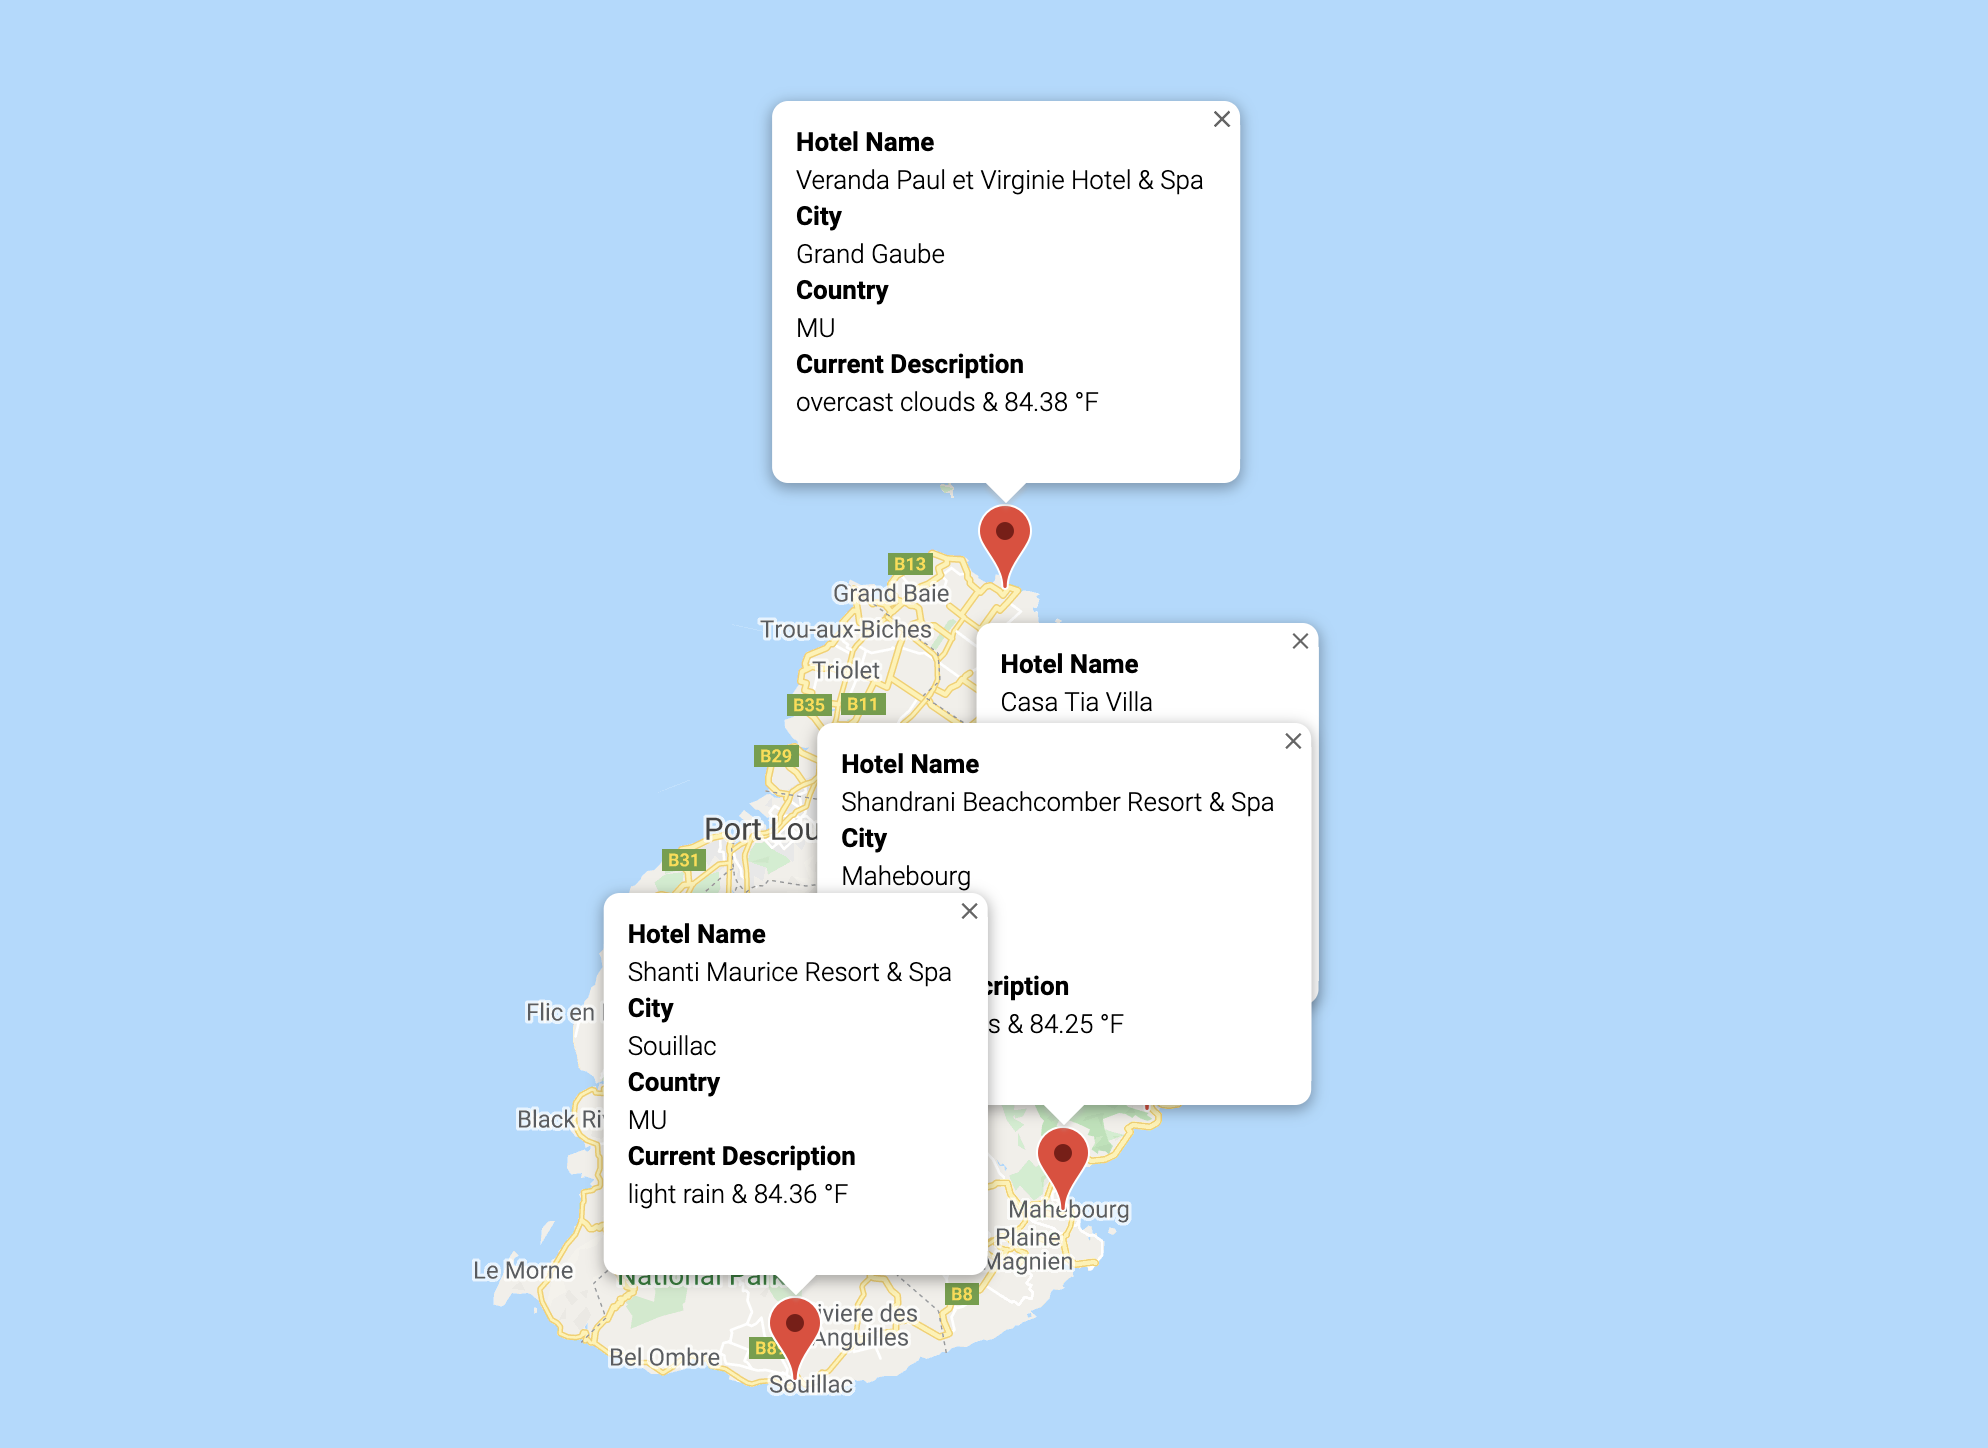 Hotel Name
Veranda Paul et Virginie Hotel & Spa
City
Grand Gaube
Country
MU
Current Description
overcast clouds & 84.38 °F
B13
Grand Baie
Trou-aux-Biches
Triolet
B35
B11
B29
Port Lou
B31
Hotel Name
Casa Tia Villa
Hotel Name
Shandrani Beachcomber Resort & Spa
City
Mahebourg
cription
s & 84.25 °F
Hotel Name
Shanti Maurice Resort & Spa
City
Souillac
Country
MU
Current Description
light rain & 84.36 °F
Flic en
Black Riv
Le Morne
National Park
Mahebourg
Plaine
Magnien
B8
iviere des
Anguilles
Bel Ombre
Souillac